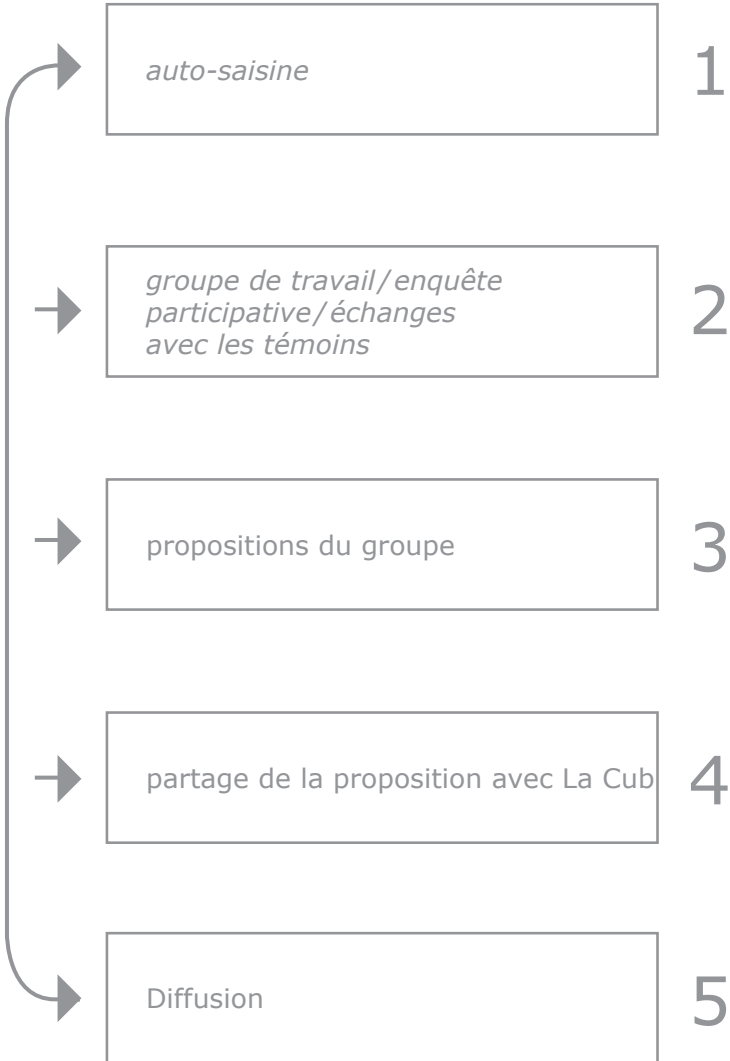 auto-saisine
1
groupe de travail/enquête
participative/échanges
avec les témoins
2
propositions du groupe
3
partage de la proposition avec La Cub
4
Diffusion
5